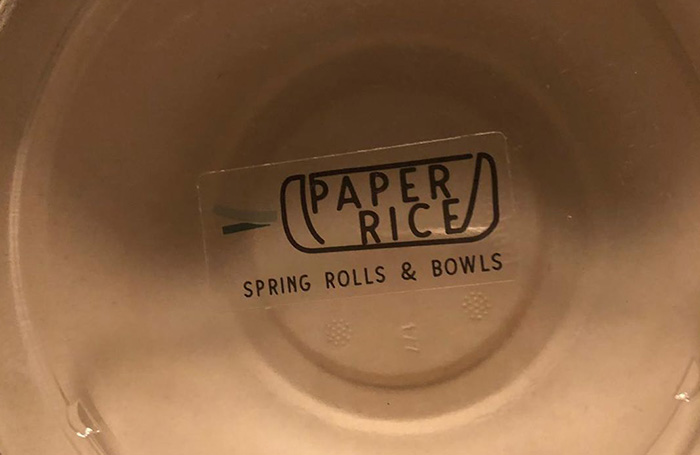 PAPER
RICE
SPRING ROLLS & BOWLS